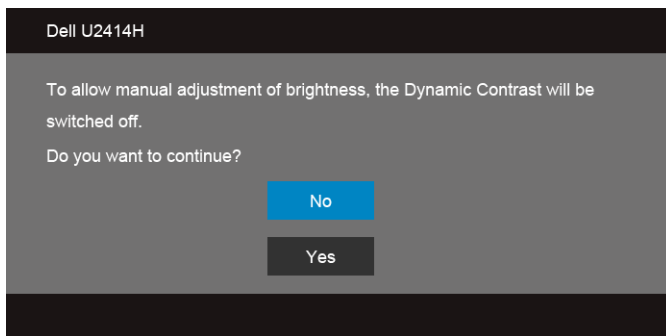 Dell U2414H
To allow manual adjustment of brightness, the Dynamic Contrast will be
switched off.
Do you want to continue?
No
Yes